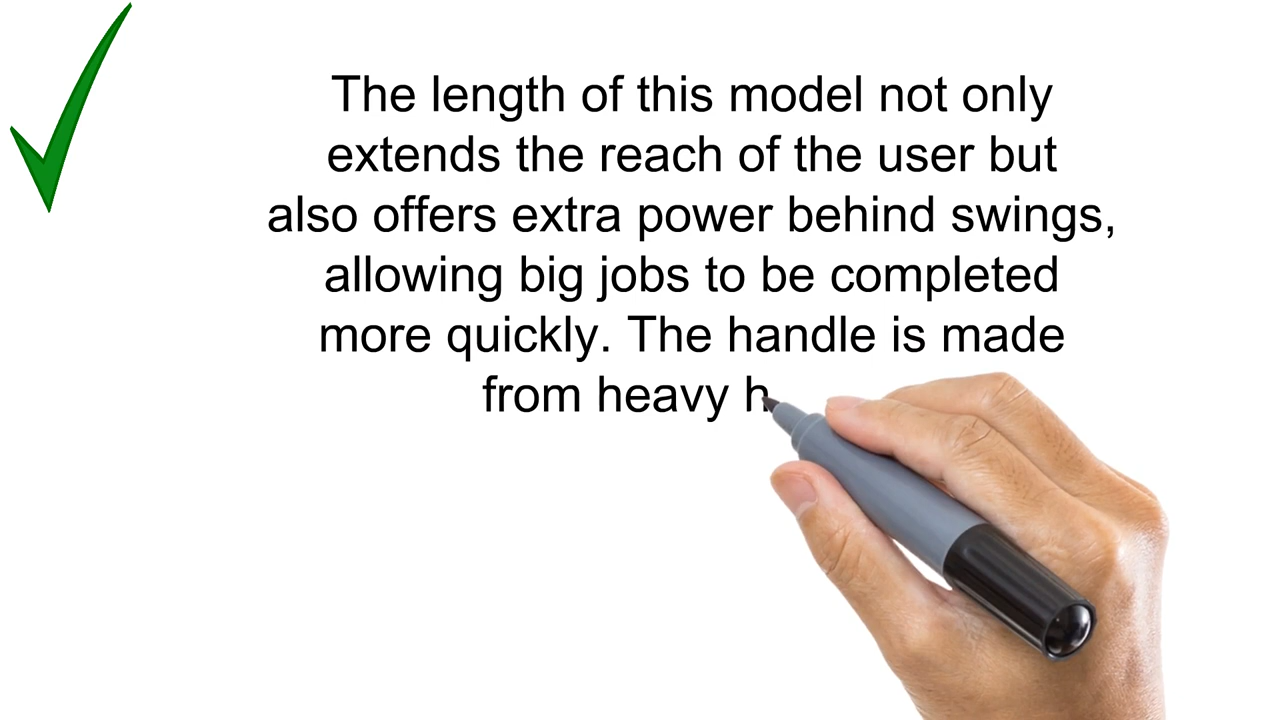 The length of this model not only
extends the reach of the user but
also offers extra power behind swings,
allowing big jobs to be completed
more quickly. The handle is made
from heavy h